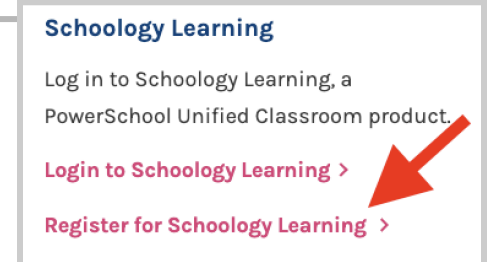 Schoology Learning
Log in to Schoology Learning, a
PowerSchool Unified Classroom product.
Login to Schoology Learning >
Register for Schoology Learning >